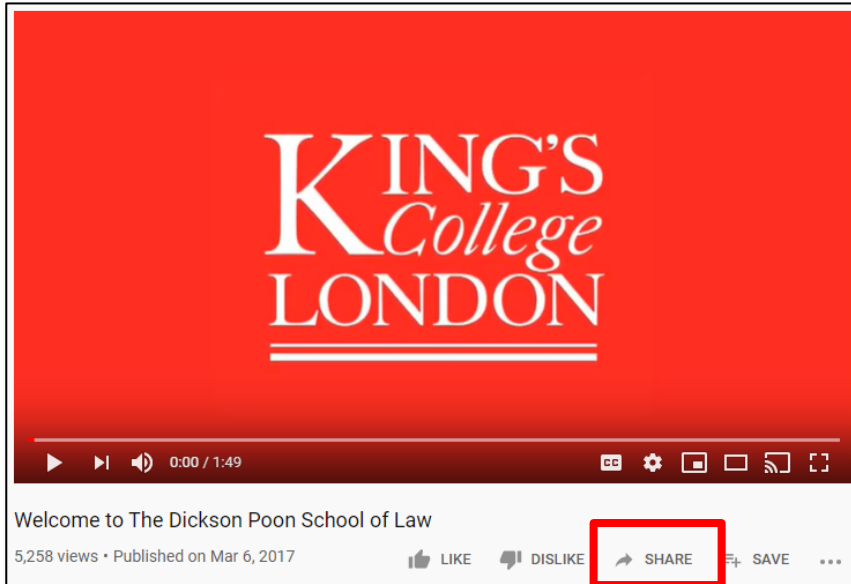 KING'S
College
LONDON
0:00 / 1:49
CC
Welcome to The Dickson Poon School of Law
5,258 views • Published on Mar 6, 2017
LIKE DISLIKE SHARE SAVE